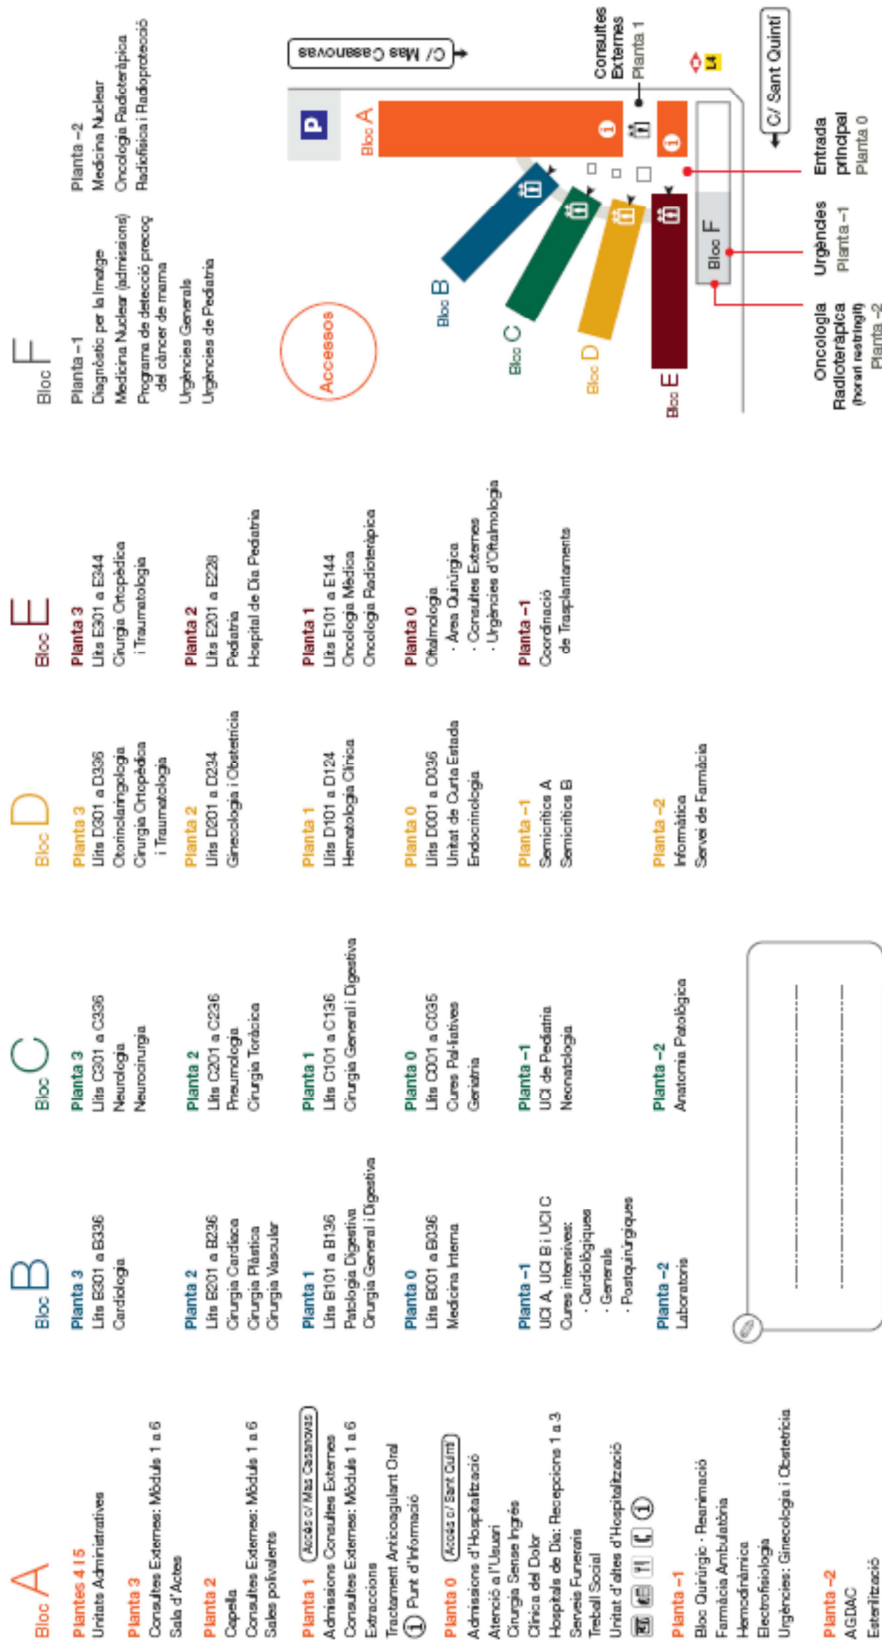 Bloc A
Plantes 4 i 5
Unitats Administratives
Planta 3
Consultes Externes: Mòduls 1 a 6
Sala d'Actes
Planta 2
Capella
Consultes Externes: Mòduls 1 a 6
Sales polivalents
Planta 1 Accés c/ Mas Casanovas
Admissions Consultes Externes
Consultes Externes: Mòduls 1 a 6
Extraccions
Tractament Anticoagulant Oral
i Punt d'Informació
Planta 0 Accés c/ Sant Quintí
Admissions d'Hospitalització
Atenció a l'Usuari
Cirurgia Sense Ingrés
Clínica del Dolor
Hospitals de Dia: Recepcions 1 a 3
Serveis Funeraris
Treball Social
Unitat d'altes d'Hospitalització
i
Planta -1
Bloc Quirúrgic - Reanimació
Farmàcia Ambulatòria
Hemodinàmica
Electrofisiologia
Urgències: Ginecologia i Obstetrícia
Planta -2
AGDAC
Esterilització
Bloc B
Planta 3
Llits B301 a B336
Cardiologia
Planta 2
Llits B201 a B236
Cirurgia Cardíaca
Cirurgia Plàstica
Cirurgia Vascular
Planta 1
Llits B101 a B136
Patologia Digestiva
Cirurgia General i Digestiva
Planta 0
Llits B001 a B036
Medicina Interna
Planta -1
UCI A, UCI B i UCI C
Cures intensives:
· Cardiològiques
· Generals
· Postquirúrgiques
Planta -2
Laboratoris
Bloc C
Planta 3
Llits C301 a C336
Neurologia
Neurocirurgia
Planta 2
Llits C201 a C236
Pneumologia
Cirurgia Toràcica
Planta 1
Llits C101 a C136
Cirurgia General i Digestiva
Planta 0
Llits C001 a C035
Cures Pal·liatives
Geriatria
Planta -1
UCI de Pediatria
Neonatologia
Planta -2
Anatomia Patològica
Bloc D
Planta 3
Llits D301 a D336
Otorinolaringologia
Cirurgia Ortopèdica
i Traumatologia
Planta 2
Llits D201 a D234
Ginecologia i Obstetrícia
Planta 1
Llits D101 a D124
Hematologia Clínica
Planta 0
Llits D001 a D036
Unitat de Curta Estada
Endocrinologia
Planta -1
Semicrítics A
Semicrítics B
Planta -2
Informàtica
Servei de Farmàcia
Bloc E
Planta 3
Llits E301 a E344
Cirurgia Ortopèdica
i Traumatologia
Planta 2
Llits E201 a E228
Pediatria
Hospital de Dia Pediatria
Planta 1
Llits E101 a E144
Oncologia Mèdica
Oncologia Radioteràpica
Planta 0
Oftalmologia
· Àrea Quirúrgica
· Consultes Externes
· Urgències d'Oftalmologia
Planta -1
Coordinació
de Trasplantaments
Bloc F
Planta -1
Diagnòstic per la Imatge
Medicina Nuclear (admissions)
Programa de detecció precoç
del càncer de mama
Urgències Generals
Urgències de Pediatria
Planta -2
Medicina Nuclear
Oncologia Radioteràpica
Radiofísica i Radioprotecció
Accessos
P
C/ Mas Casanovas
Bloc A
Bloc B
Bloc C
Bloc D
Bloc E
Bloc F
i
i
Consultes
Externes
Planta 1
L4
C/ Sant Quintí
Oncologia
Radioteràpica
(horari restringit)
Planta -2
Urgències
Planta -1
Entrada
principal
Planta 0